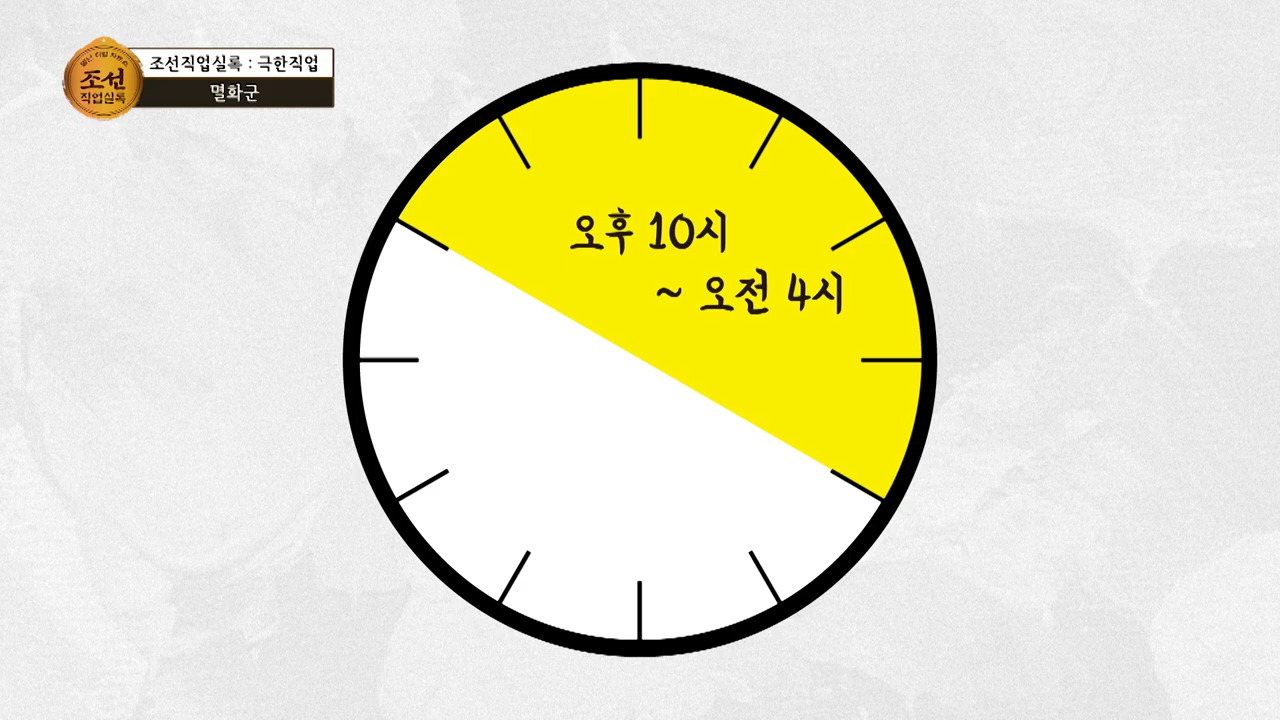 조선
직업실록
조선직업실록 : 극한직업
멸화군
오후 10시
~ 오전 4시